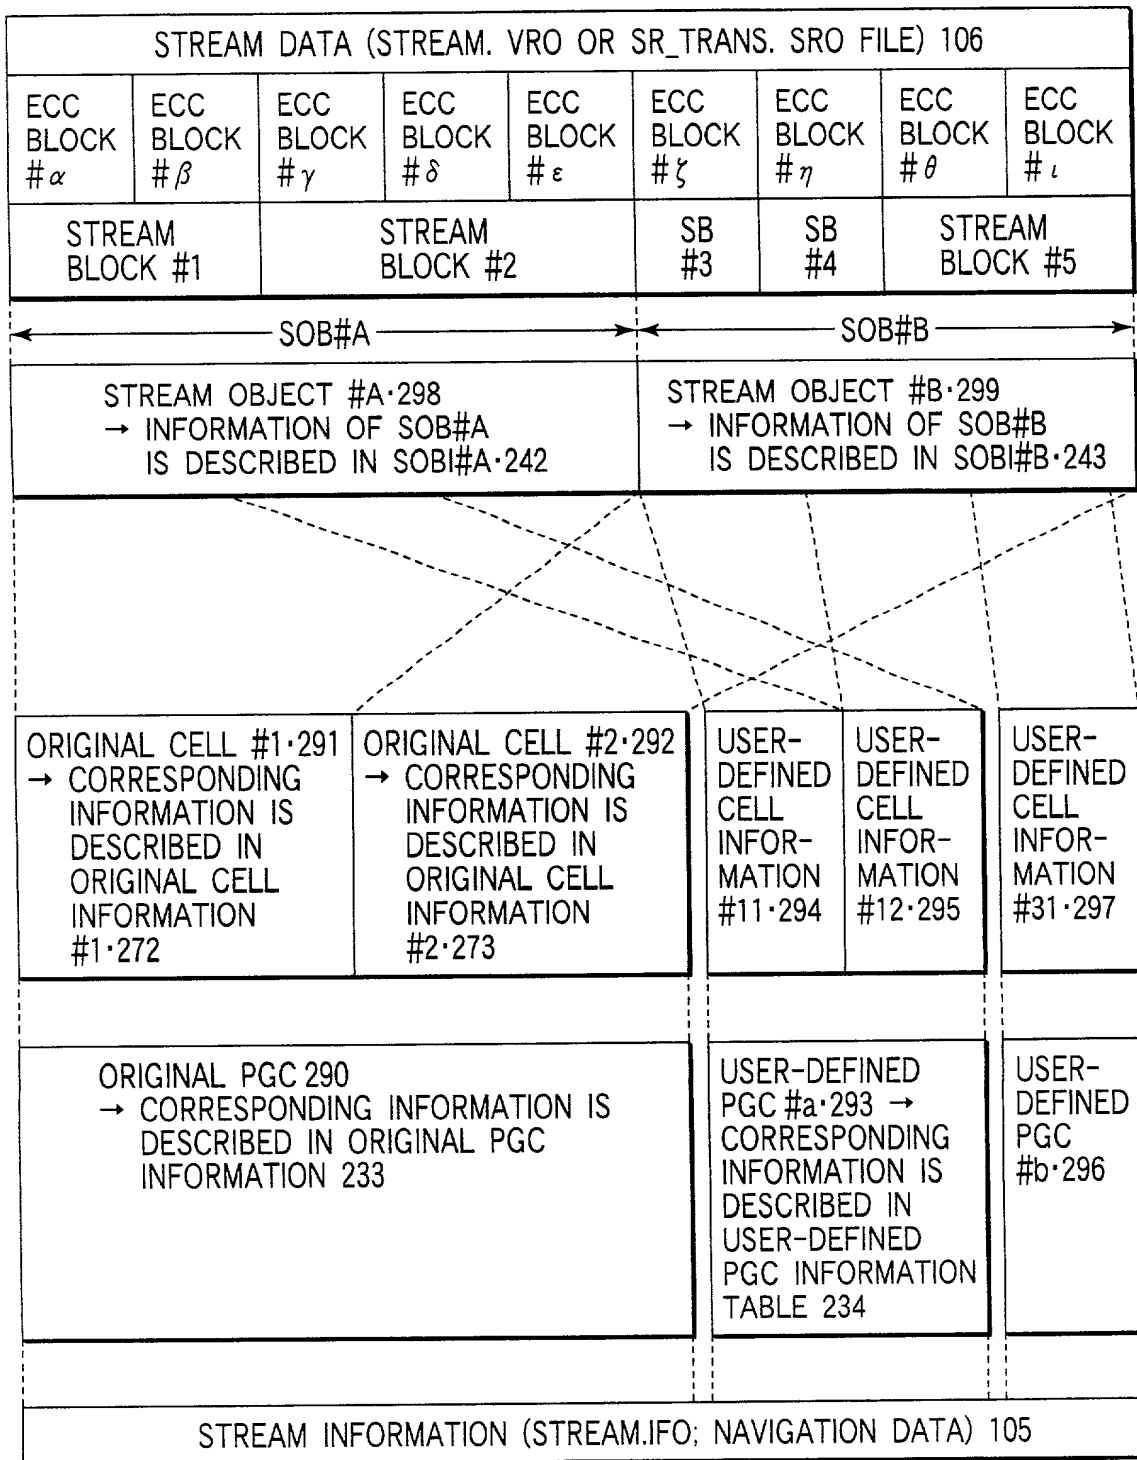 STREAM DATA (STREAM. VRO OR SR_TRANS. SRO FILE) 106
ECC BLOCK #α
ECC BLOCK #β
ECC BLOCK #γ
ECC BLOCK #δ
ECC BLOCK #ε
ECC BLOCK #ζ
ECC BLOCK #η
ECC BLOCK #θ
ECC BLOCK #ι
STREAM BLOCK #1
STREAM BLOCK #2
SB #3
SB #4
STREAM BLOCK #5
SOB#A
SOB#B
STREAM OBJECT #A·298
→ INFORMATION OF SOB#A
IS DESCRIBED IN SOBI#A·242
STREAM OBJECT #B·299
→ INFORMATION OF SOB#B
IS DESCRIBED IN SOBI#B·243
ORIGINAL CELL #1·291
→ CORRESPONDING
INFORMATION IS
DESCRIBED IN
ORIGINAL CELL
INFORMATION
#1·272
ORIGINAL CELL #2·292
→ CORRESPONDING
INFORMATION IS
DESCRIBED IN
ORIGINAL CELL
INFORMATION
#2·273
USER-
DEFINED
CELL
INFOR-
MATION
#11·294
USER-
DEFINED
CELL
INFOR-
MATION
#12·295
USER-
DEFINED
CELL
INFOR-
MATION
#31·297
ORIGINAL PGC 290
→ CORRESPONDING INFORMATION IS
DESCRIBED IN ORIGINAL PGC
INFORMATION 233
USER-DEFINED
PGC #a·293 →
CORRESPONDING
INFORMATION IS
DESCRIBED IN
USER-DEFINED
PGC INFORMATION
TABLE 234
USER-
DEFINED
PGC
#b·296
STREAM INFORMATION (STREAM.IFO; NAVIGATION DATA) 105